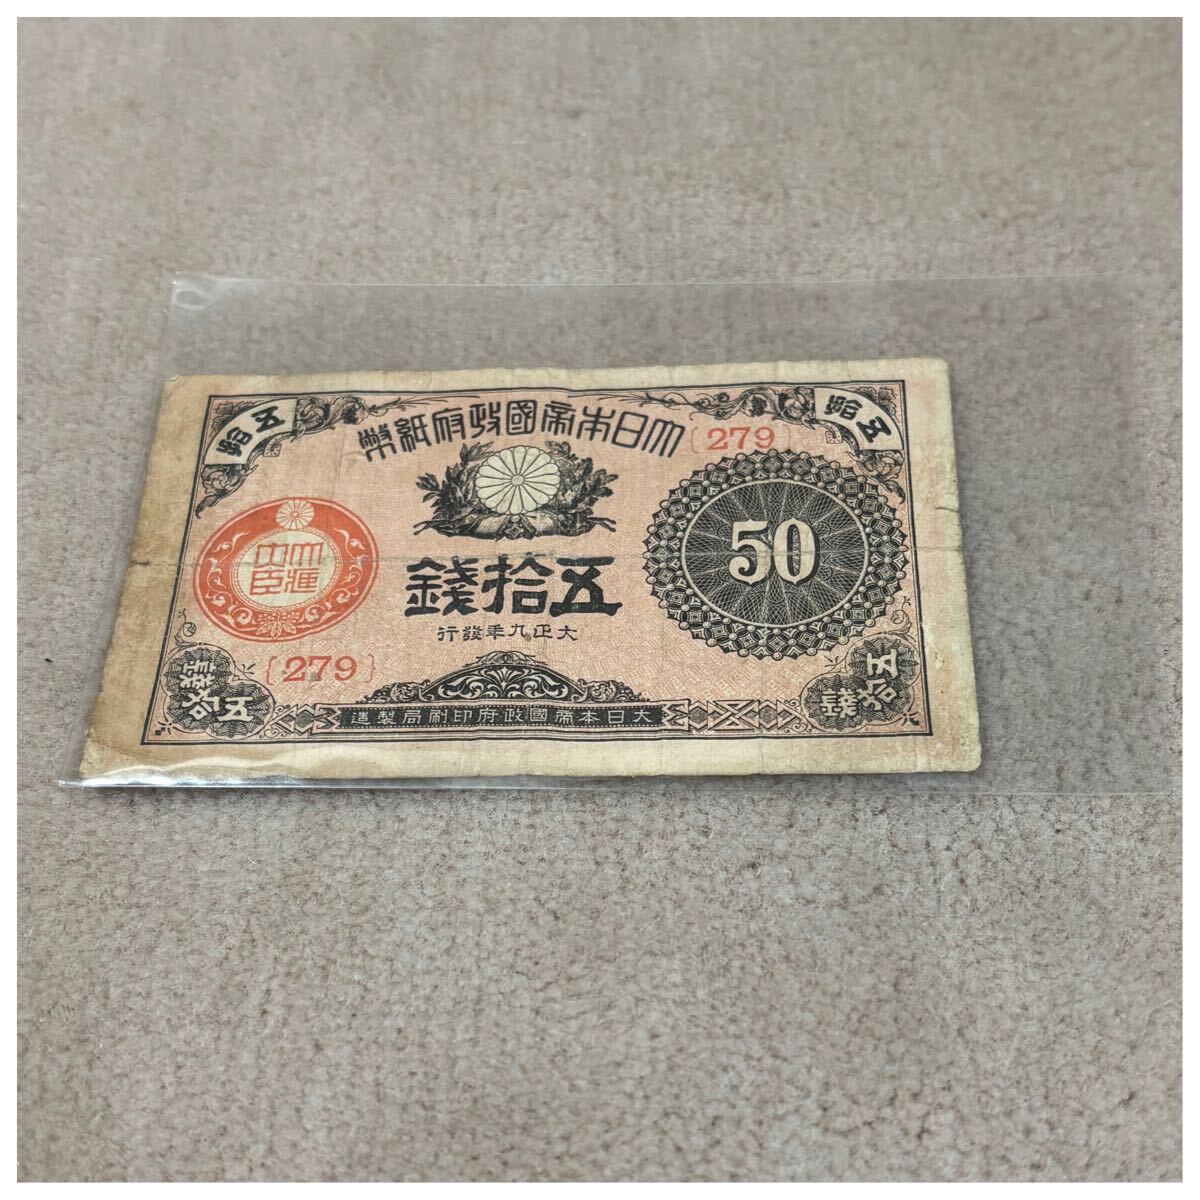 五拾
五拾
大日本帝國政府紙幣
{279}
50
大藏大臣
五拾錢
大正九年發行
{279}
五拾錢
五拾錢
大日本帝國政府印刷局製造